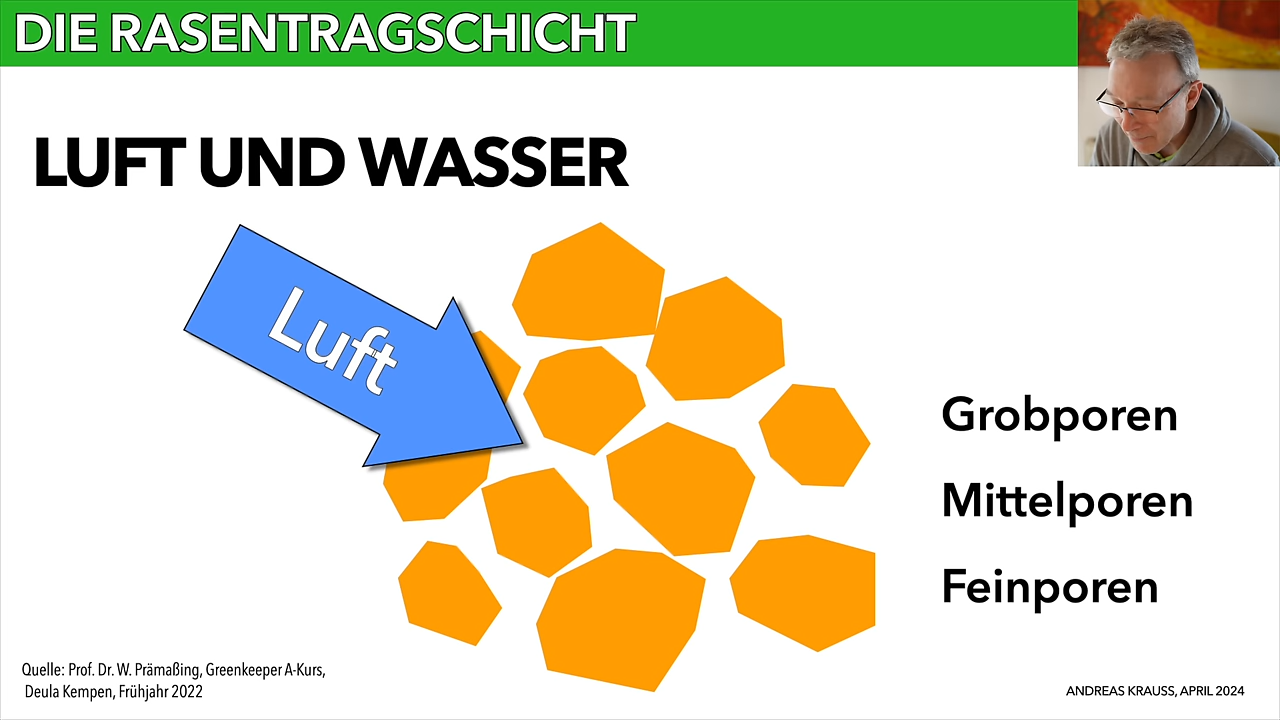 DIE RASENTRAGSCHICHT
LUFT UND WASSER
Luft
Grobporen
Mittelporen
Feinporen
Quelle: Prof. Dr. W. Prämaßing, Greenkeeper A-Kurs,
Deula Kempen, Frühjahr 2022
ANDREAS KRAUSS, APRIL 2024